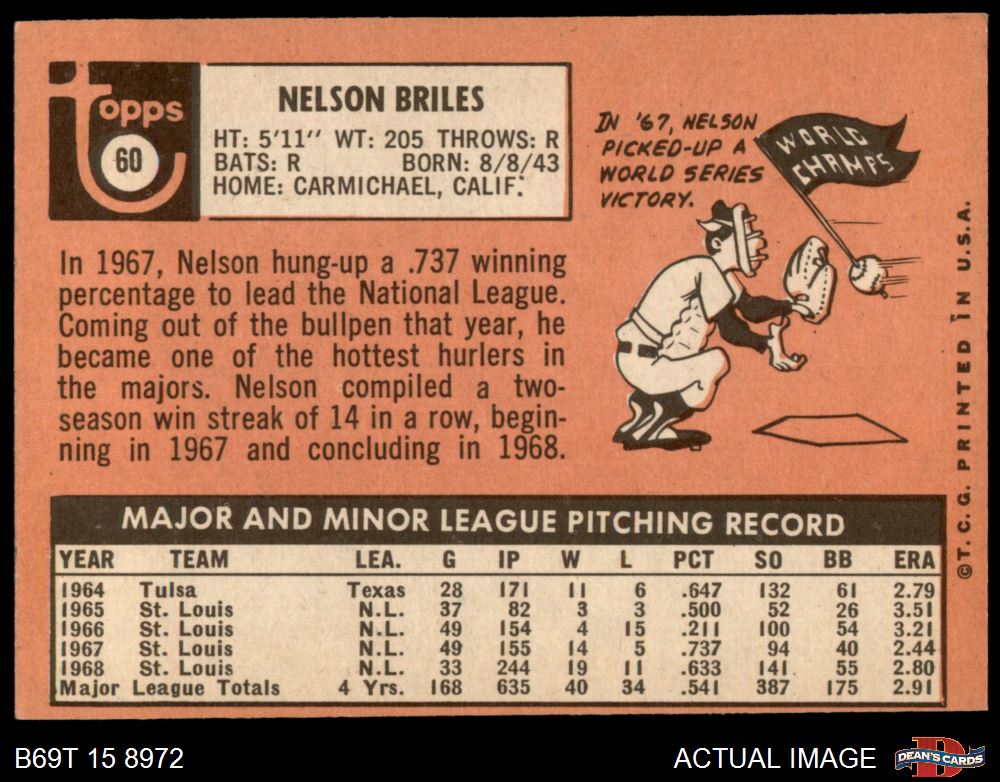 topps
60
NELSON BRILES
HT: 5'11" WT: 205 THROWS: R
BATS: R BORN: 8/8/43
HOME: CARMICHAEL, CALIF.
IN '67, NELSON
PICKED-UP A
WORLD SERIES
VICTORY.
WORLD
CHAMPS
In 1967, Nelson hung-up a .737 winning
percentage to lead the National League.
Coming out of the bullpen that year, he
became one of the hottest hurlers in
the majors. Nelson compiled a two-
season win streak of 14 in a row, begin-
ning in 1967 and concluding in 1968.
©T. C. G. PRINTED IN U.S.A.
MAJOR AND MINOR LEAGUE PITCHING RECORD
YEAR TEAM LEA. G IP W L PCT SO BB ERA
1964 Tulsa Texas 28 171 11 6 .647 132 61 2.79
1965 St. Louis N.L. 37 82 3 3 .500 52 26 3.51
1966 St. Louis N.L. 49 154 4 15 .211 100 54 3.21
1967 St. Louis N.L. 49 155 14 5 .737 94 40 2.44
1968 St. Louis N.L. 33 244 19 11 .633 141 55 2.80
Major League Totals 4 Yrs. 168 635 40 34 .541 387 175 2.91
B69T 15 8972
ACTUAL IMAGE
D
DEAN'S CARDS